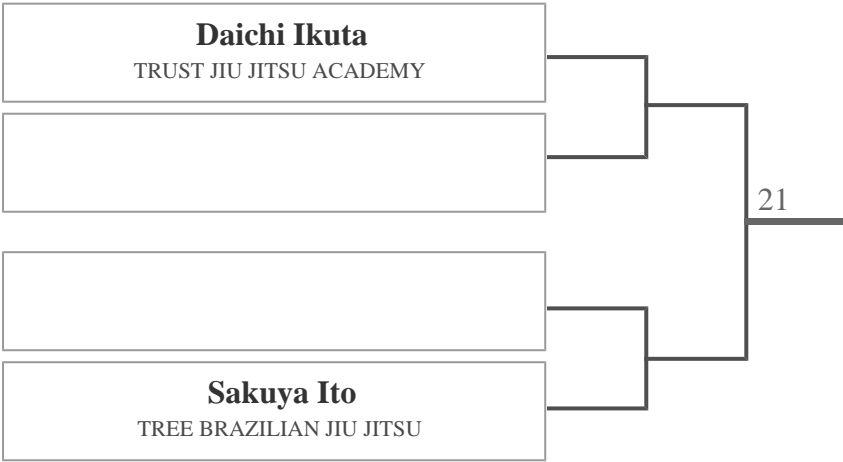 Daichi Ikuta
TRUST JIU JITSU ACADEMY
21
Sakuya Ito
TREE BRAZILIAN JIU JITSU